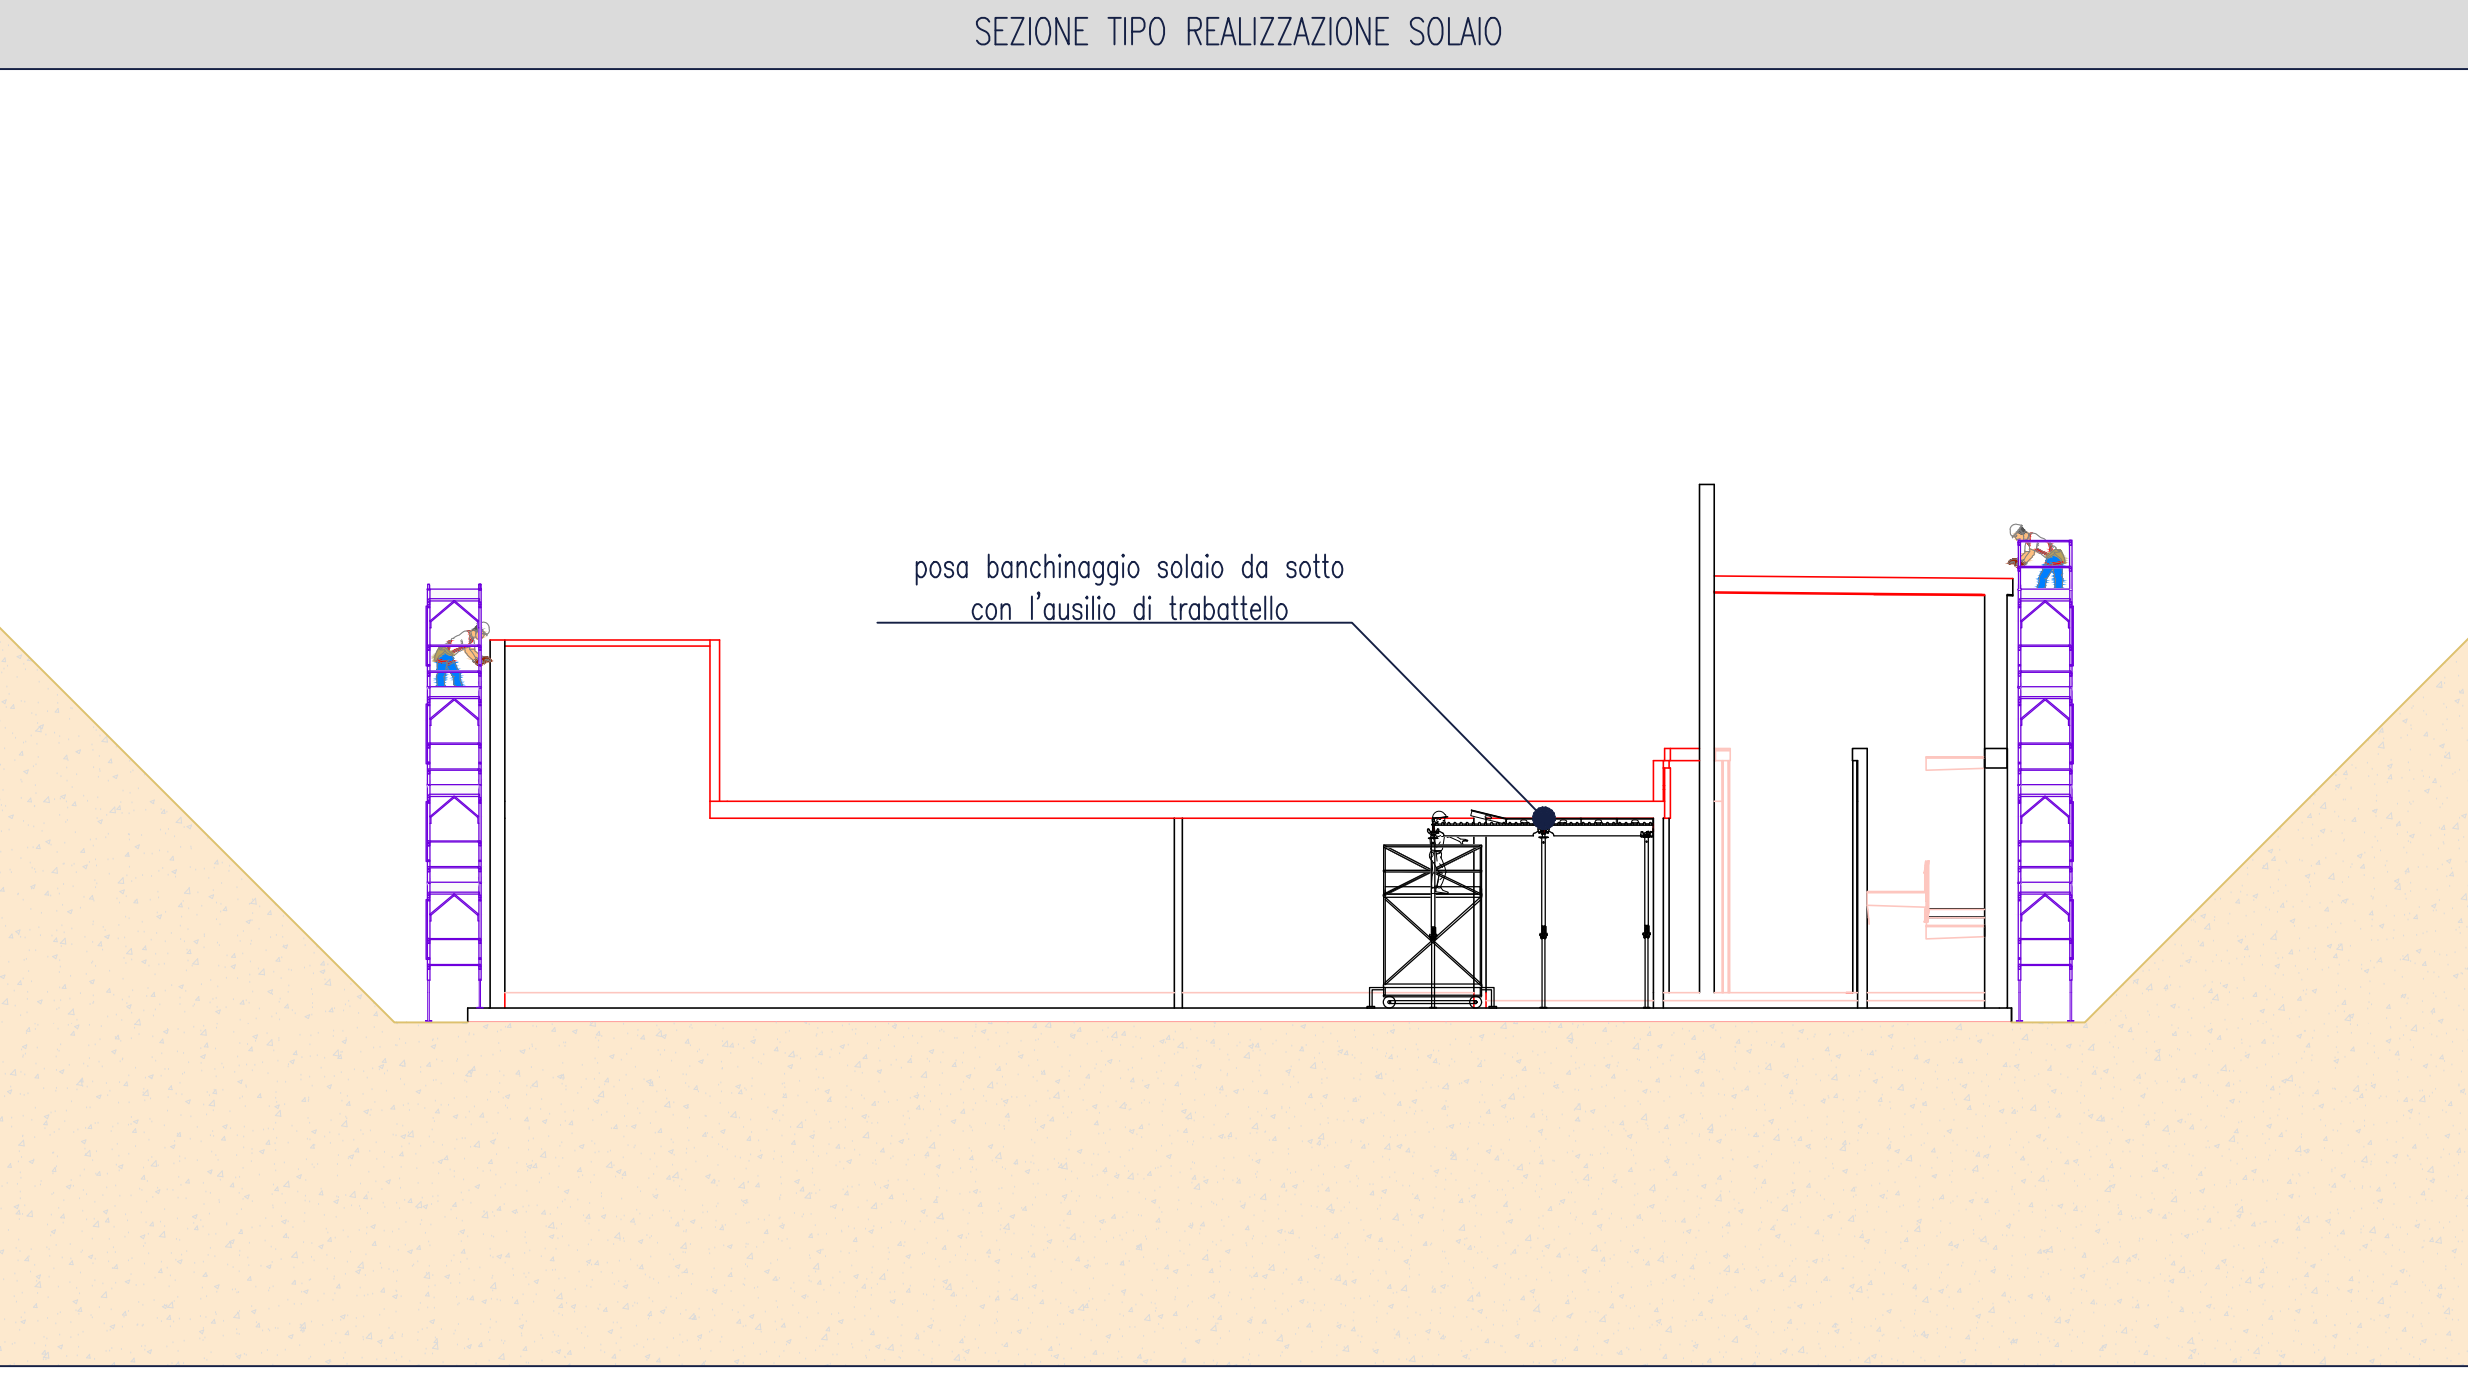 SEZIONE TIPO REALIZZAZIONE SOLAIO
posa banchinaggio solaio da sotto
con l'ausilio di trabattello